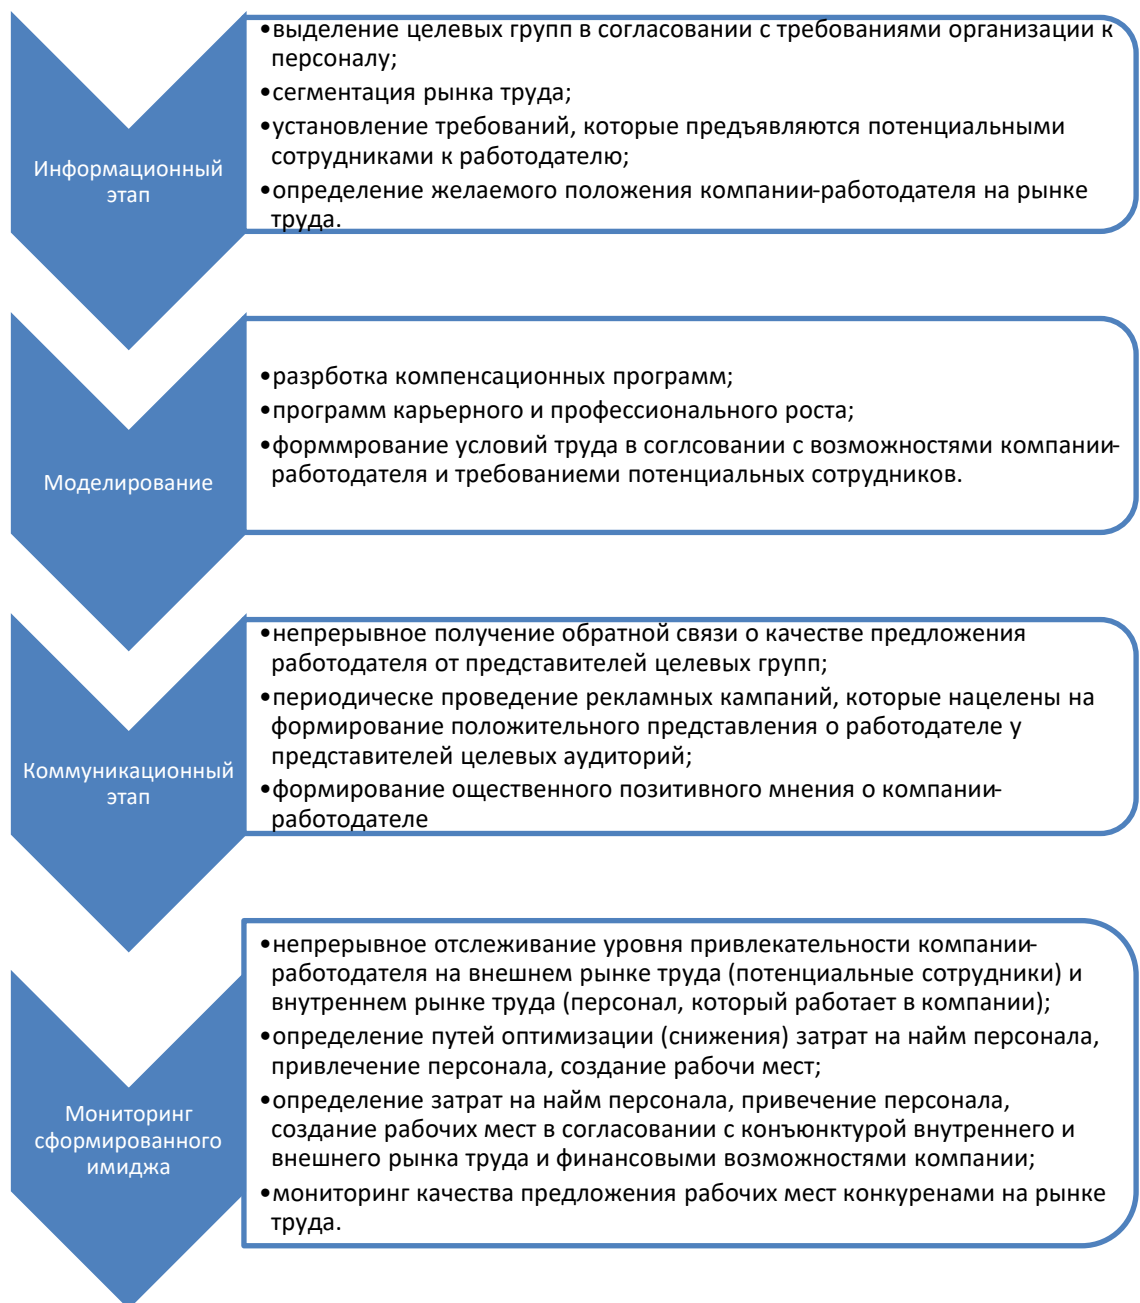 Информационный
этап
•выделение целевых групп в согласовании с требованиями организации к
персоналу;
•сегментация рынка труда;
•установление требований, которые предъявляются потенциальными
сотрудниками к работодателю;
•определение желаемого положения компании-работодателя на рынке
труда.
Моделирование
•разрботка компенсационных программ;
•программ карьерного и профессионального роста;
•форммрование условий труда в соглсовании с возможностями компании-
работодателя и требованиеми потенциальных сотрудников.
Коммуникационный
этап
•непрерывное получение обратной связи о качестве предложения
работодателя от представителей целевых групп;
•периодическе проведение рекламных кампаний, которые нацелены на
формирование положительного представления о работодателе у
представителей целевых аудиторий;
•формирование ощественного позитивного мнения о компании-
работодателе
Мониторинг
сформированного
имиджа
•непрерывное отслеживание уровня привлекательности компании-
работодателя на внешнем рынке труда (потенциальные сотрудники) и
внутреннем рынке труда (персонал, который работает в компании);
•определение путей оптимизации (снижения) затрат на найм персонала,
привлечение персонала, создание рабочи мест;
•определение затрат на найм персонала, привечение персонала,
создание рабочих мест в согласовании с конъюнктурой внутреннего и
внешнего рынка труда и финансовыми возможностями компании;
•мониторинг качества предложения рабочих мест конкуренами на рынке
труда.